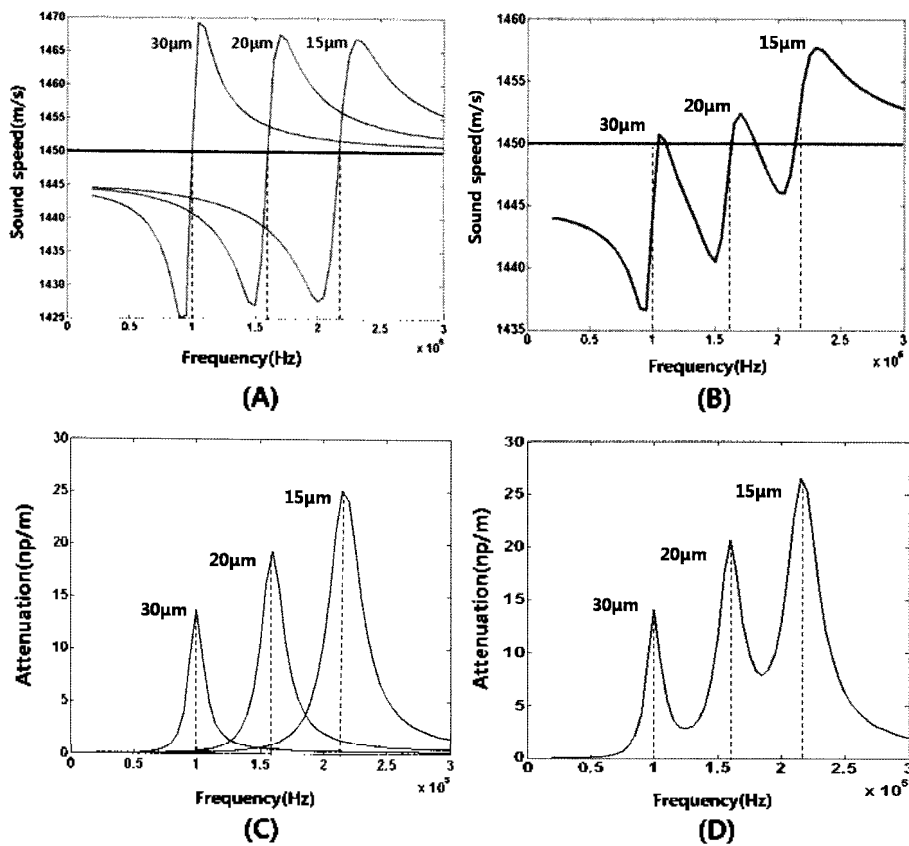 1470
1465
1460
1455
1450
1445
1440
1435
1430
1425
Sound speed(m/s)
30μm
20μm
15μm
0 0.5 1 1.5 2 2.5 3
× 10
Frequency(Hz)
(A)
1460
1455
1450
1445
1440
1435
Sound speed(m/s)
30μm
20μm
15μm
0 0.5 1 1.5 2 2.5 3
× 10
Frequency(Hz)
(B)
30
25
20
15
10
5
0
Attenuation(np/m)
30μm
20μm
15μm
0 0.5 1 1.5 2 2.5 3
× 10⁵
Frequency(Hz)
(C)
30
25
20
15
10
5
0
Attenuation(np/m)
30μm
20μm
15μm
0 0.5 1 1.5 2 2.5 3
× 10⁵
Frequency(Hz)
(D)